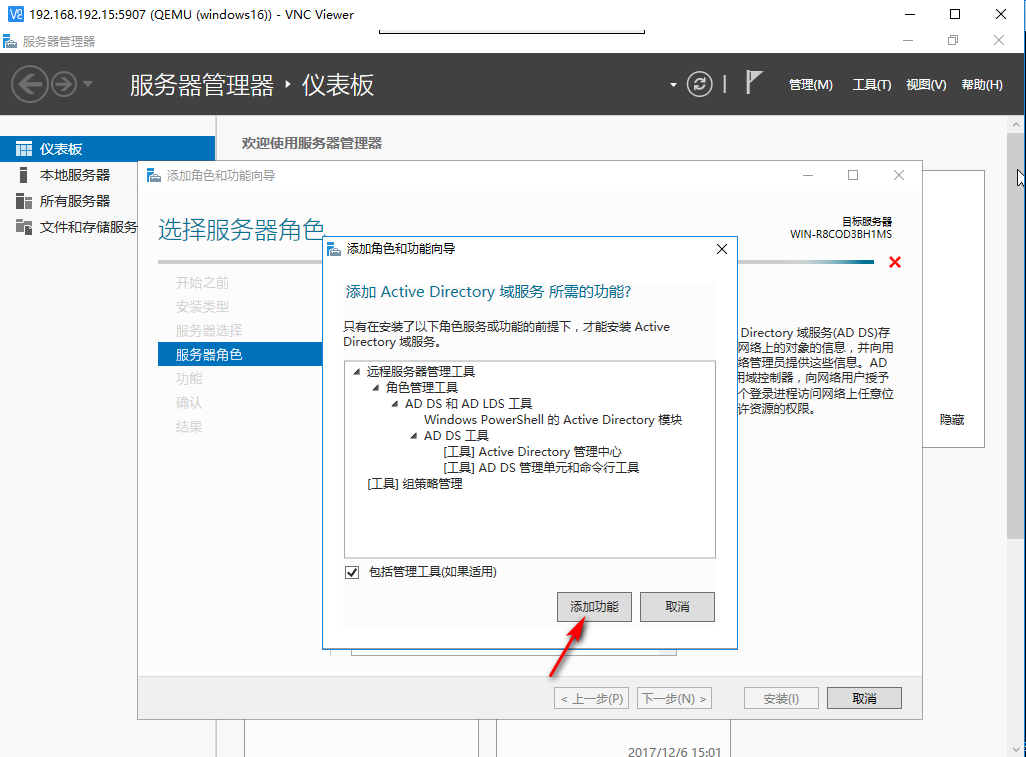 192.168.192.15:5907 (QEMU (windows16)) - VNC Viewer
服务器管理器
服务器管理器 ‣ 仪表板
管理(M) 工具(T) 视图(V) 帮助(H)
仪表板
本地服务器
所有服务器
文件和存储服务
欢迎使用服务器管理器
添加角色和功能向导
选择服务器角色
目标服务器
WIN-R8COD3BH1MS
开始之前
安装类型
服务器选择
服务器角色
功能
确认
结果
添加角色和功能向导
添加 Active Directory 域服务 所需的功能?
只有在安装了以下角色服务或功能的前提下，才能安装 Active
Directory 域服务。
远程服务器管理工具
角色管理工具
AD DS 和 AD LDS 工具
Windows PowerShell 的 Active Directory 模块
AD DS 工具
[工具] Active Directory 管理中心
[工具] AD DS 管理单元和命令行工具
[工具] 组策略管理
包括管理工具(如果适用)
添加功能 取消
Directory 域服务(AD DS)存
网络上的对象的信息，并向用
络管理员提供这些信息。AD
用域控制器，向网络用户授予
个登录进程访问网络上任意位
许资源的权限。
隐藏
< 上一步(P) 下一步(N) > 安装(I) 取消
2017/12/6 15:01